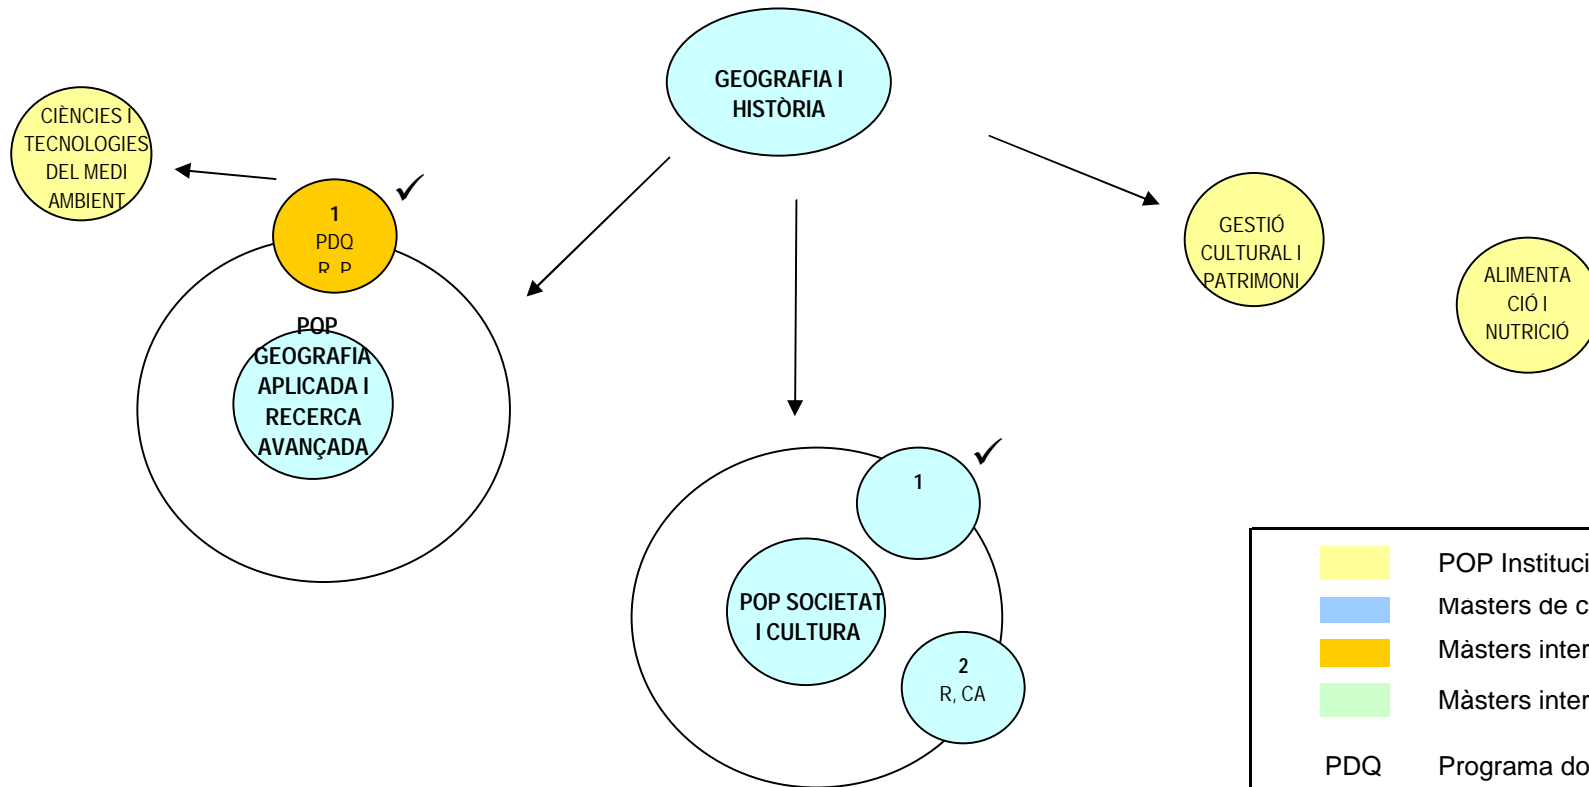 GEOGRAFIA I
HISTÒRIA
CIÈNCIES I
TECNOLOGIES
DEL MEDI
AMBIENT
1
PDQ
R, P
POP
GEOGRAFIA
APLICADA I
RECERCA
AVANÇADA
GESTIÓ
CULTURAL I
PATRIMONI
ALIMENTA
CIÓ I
NUTRICIÓ
1
POP SOCIETAT
I CULTURA
2
R, CA
POP Instituci
Màsters de c
Màsters inter
Màsters inter
PDQ Programa do